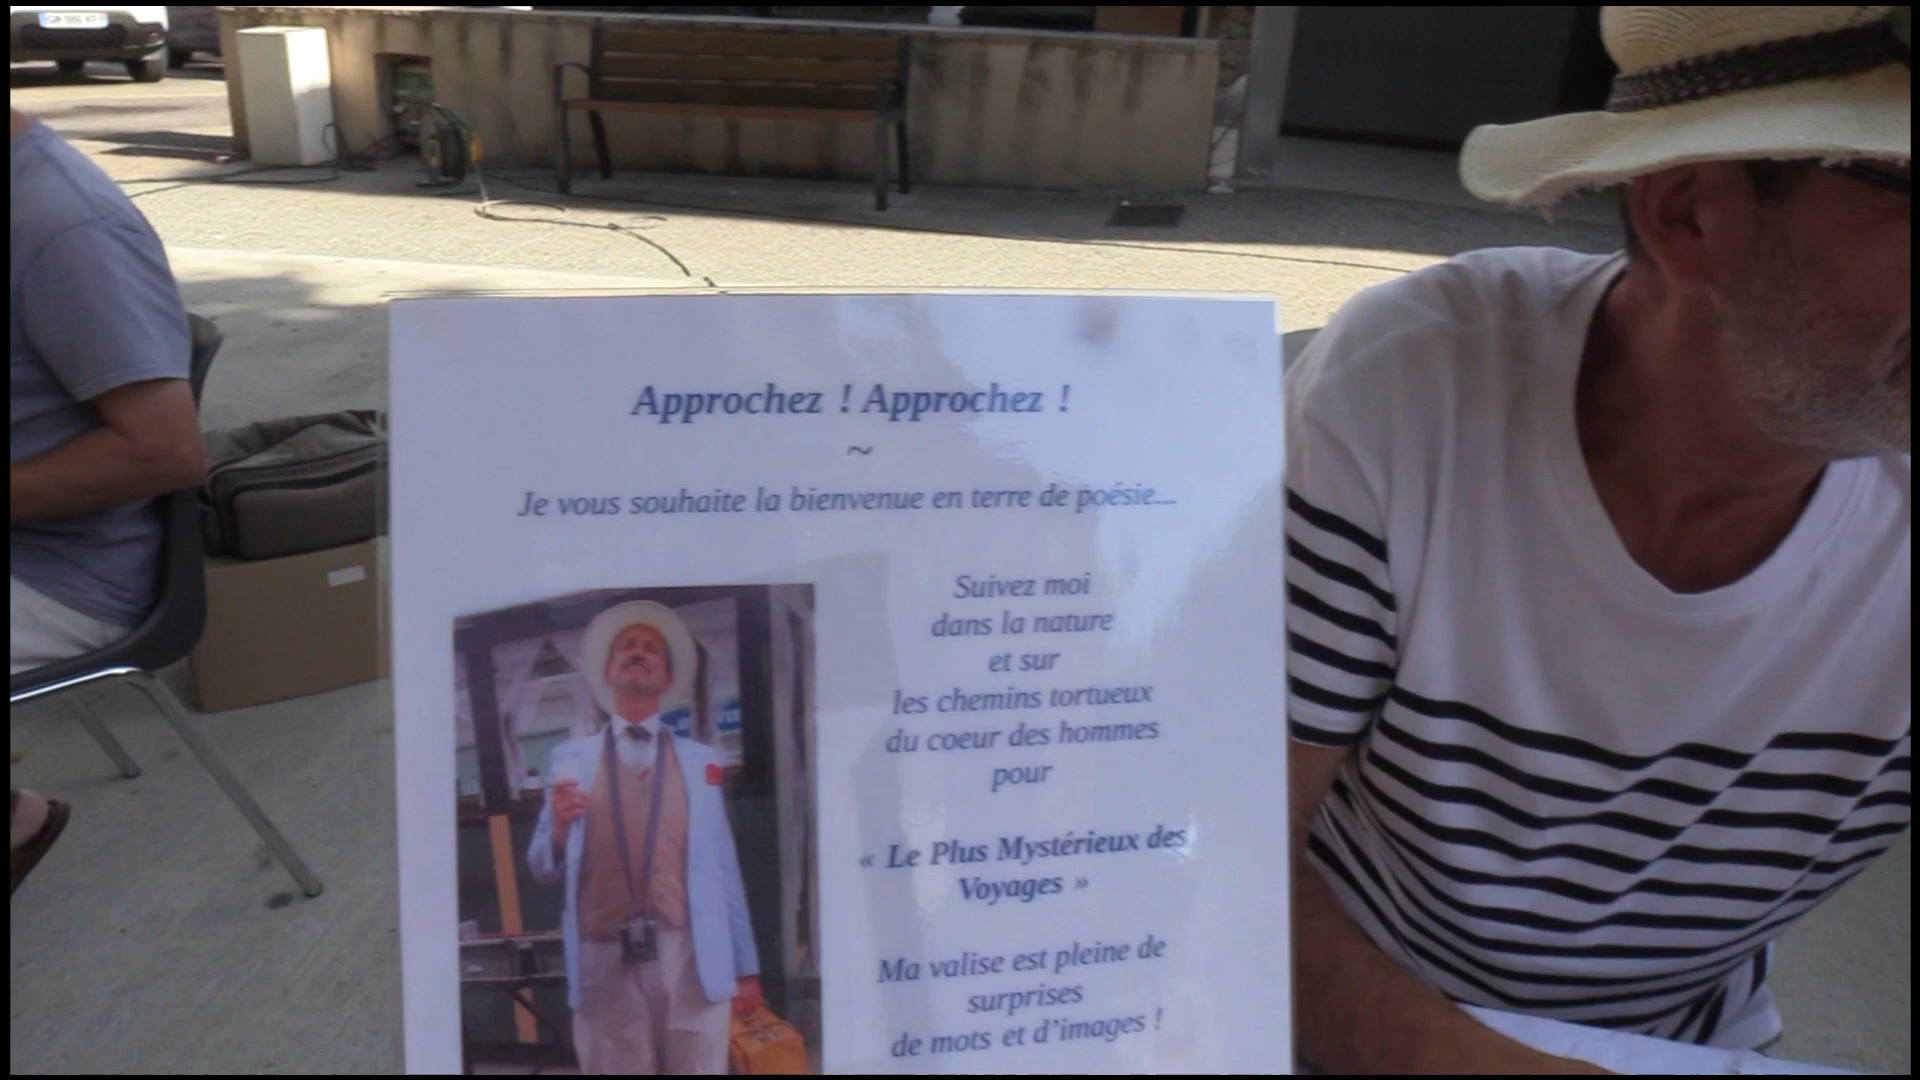 Approchez ! Approchez !
~
Je vous souhaite la bienvenue en terre de poésie...
Suivez moi
dans la nature
et sur
les chemins tortueux
du coeur des hommes
pour
« Le Plus Mystérieux des
Voyages »
Ma valise est pleine de
surprises
de mots et d'images !